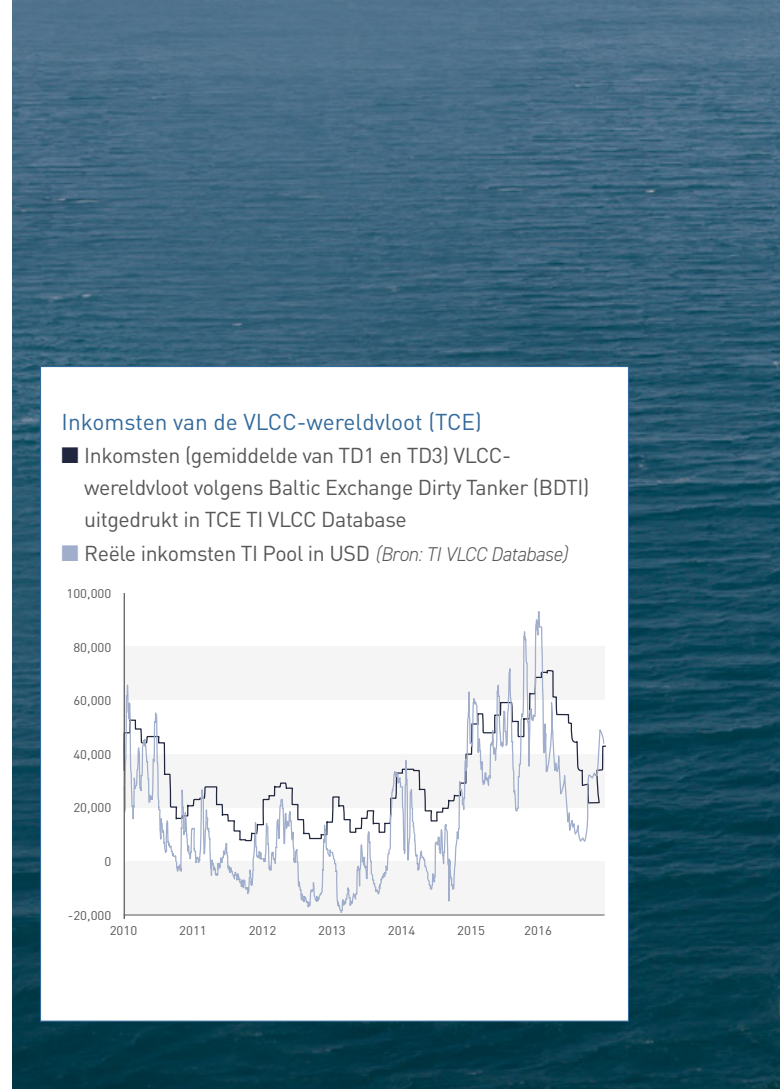 Inkomsten van de VLCC-wereldvloot (TCE)
Inkomsten (gemiddelde van TD1 en TD3) VLCC-
wereldvloot volgens Baltic Exchange Dirty Tanker (BDTI)
uitgedrukt in TCE TI VLCC Database
Reële inkomsten TI Pool in USD (Bron: TI VLCC Database)
100,000
80,000
60,000
40,000
20,000
0
-20,000
2010 2011 2012 2013 2014 2015 2016